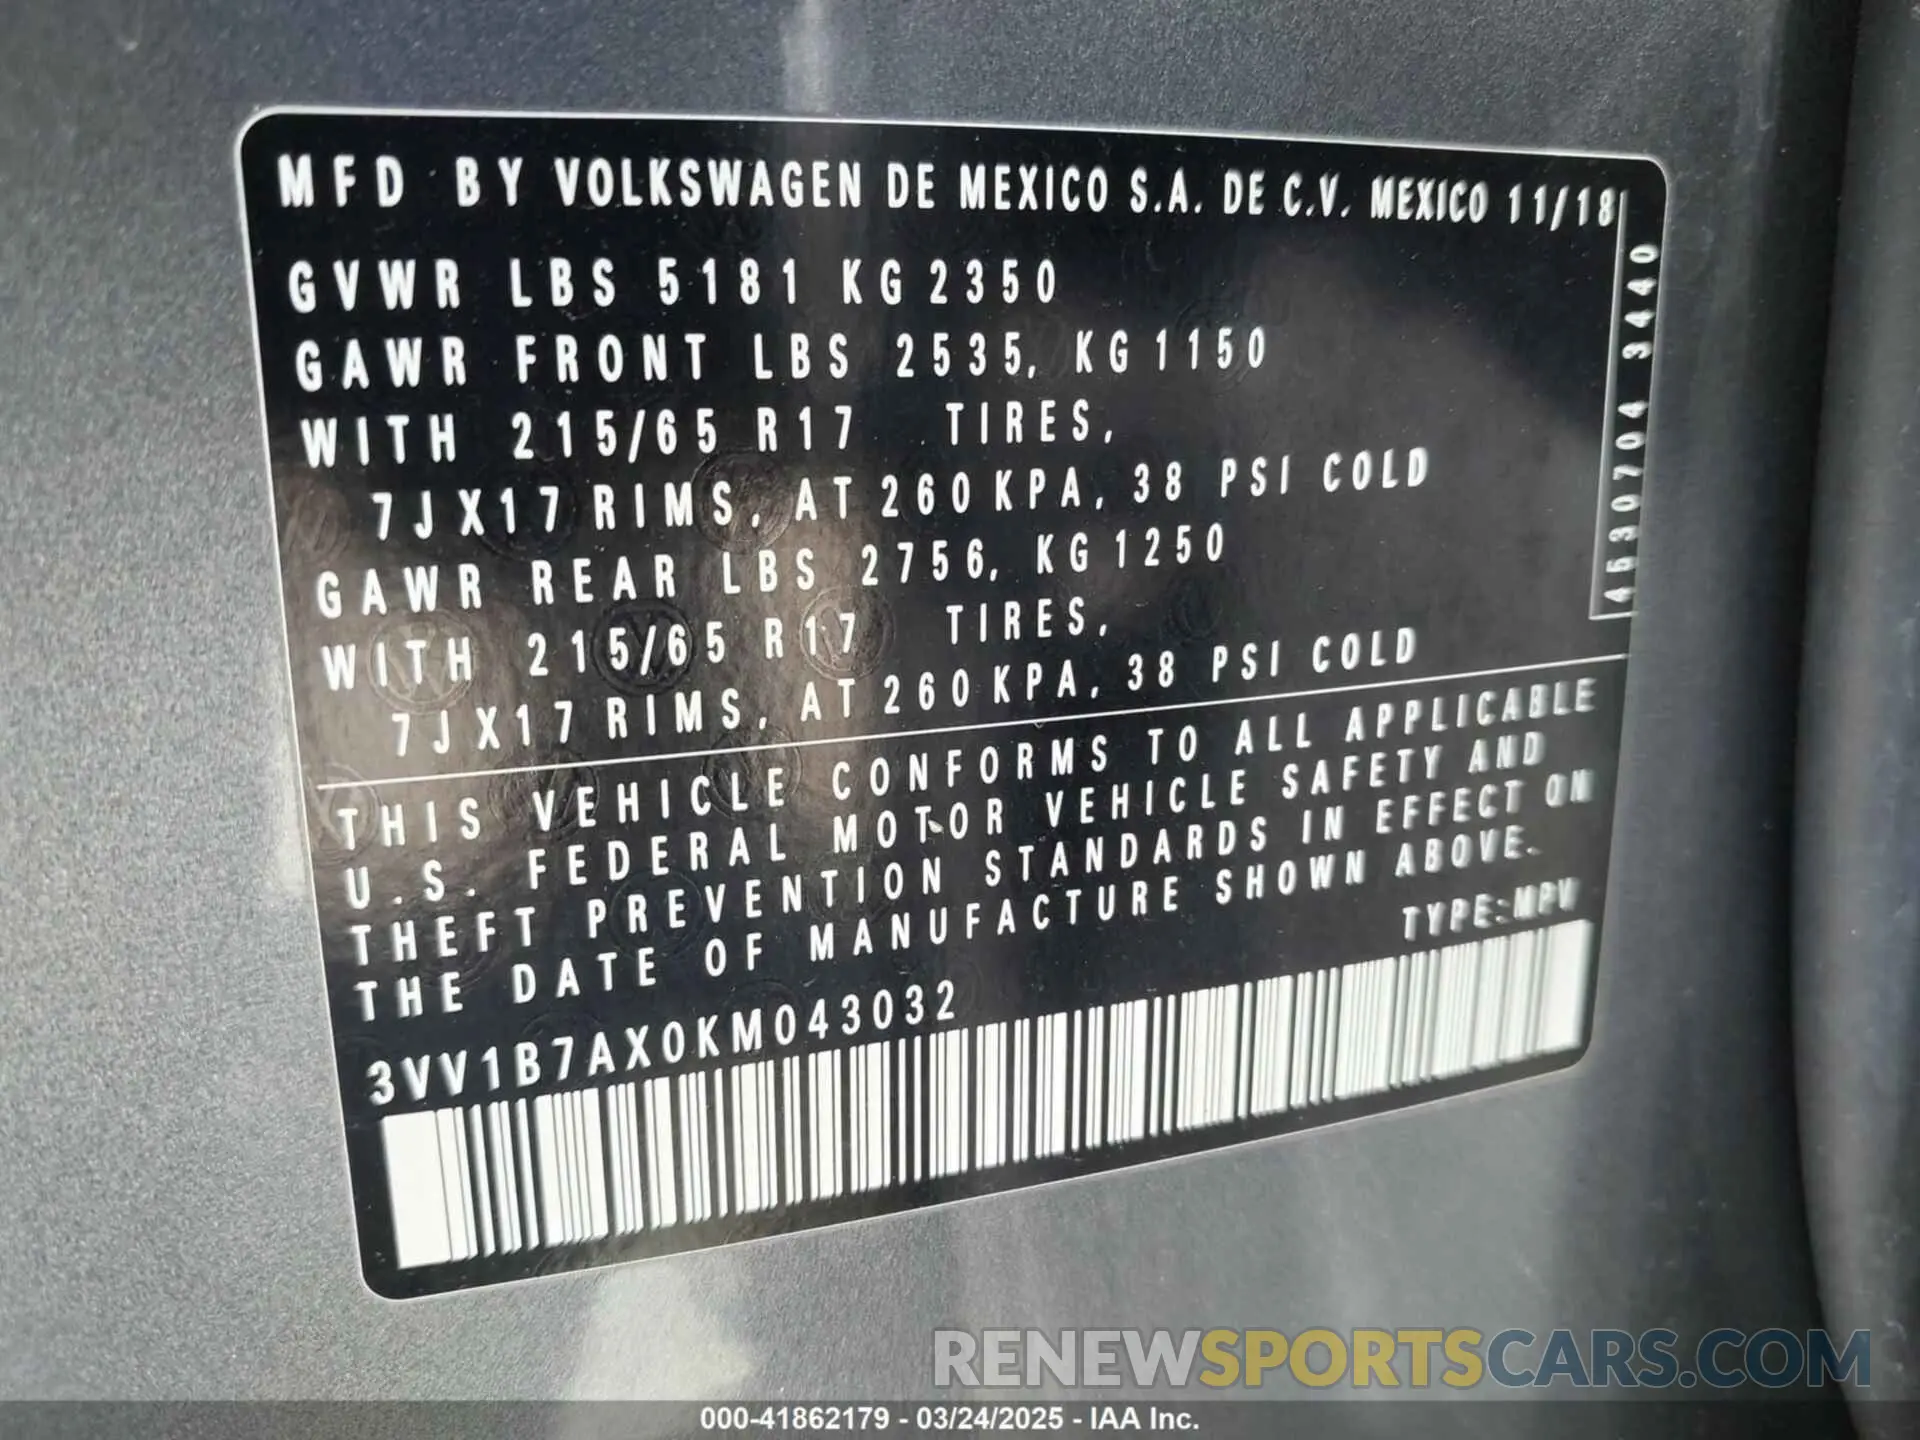 MFD BY VOLKSWAGEN DE MEXICO S.A. DE C.V. MEXICO 11/18
GVWR LBS 5181 KG 2350
GAWR FRONT LBS 2535, KG 1150
WITH 215/65 R17 TIRES,
7JX17 RIMS, AT 260 KPA, 38 PSI COLD
GAWR REAR LBS 2756, KG 1250
WITH 215/65 R17 TIRES,
7JX17 RIMS, AT 260 KPA, 38 PSI COLD
4530704 3440
THIS VEHICLE CONFORMS TO ALL APPLICABLE
U.S. FEDERAL MOTOR VEHICLE SAFETY AND
THEFT PREVENTION STANDARDS IN EFFECT ON
THE DATE OF MANUFACTURE SHOWN ABOVE.
TYPE:MPV
3VV1B7AX0KM043032
RENEWSPORTSCARS.COM
000-41862179 - 03/24/2025 - IAA Inc.